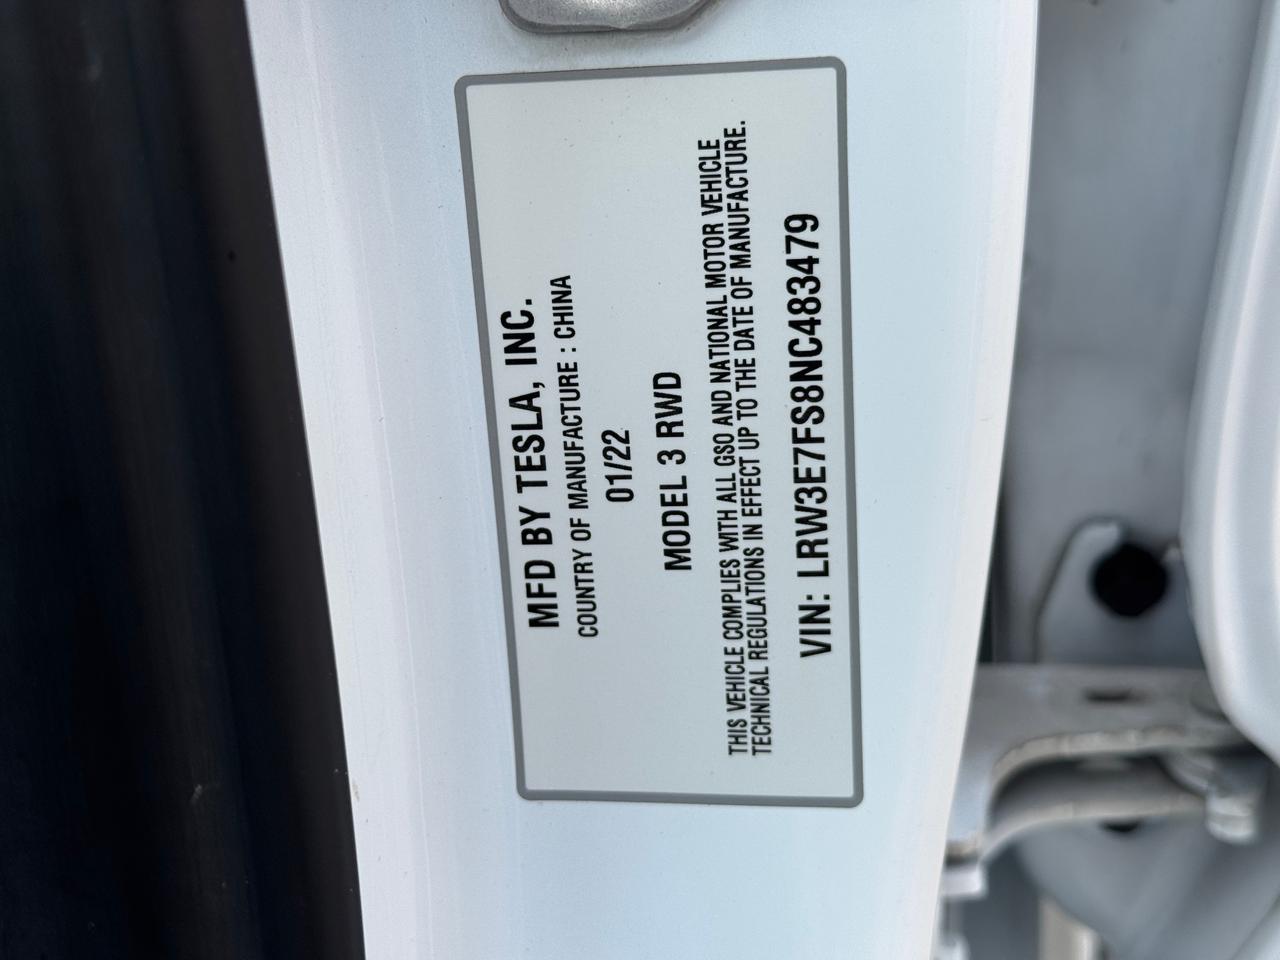 MFD BY TESLA, INC.
COUNTRY OF MANUFACTURE : CHINA
01/22
MODEL 3 RWD
THIS VEHICLE COMPLIES WITH ALL GSO AND NATIONAL MOTOR VEHICLE
TECHNICAL REGULATIONS IN EFFECT UP TO THE DATE OF MANUFACTURE.
VIN: LRW3E7FS8NC483479